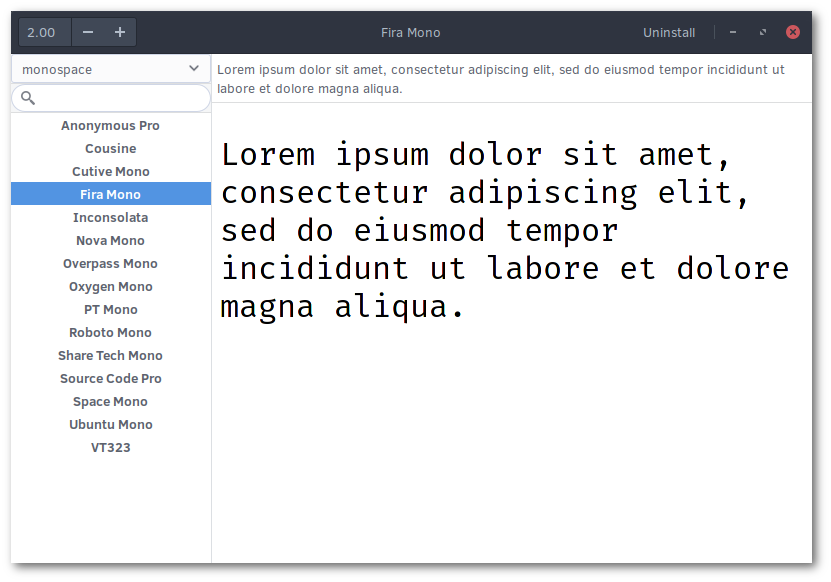 2.00
Fira Mono
Uninstall
monospace
Lorem ipsum dolor sit amet, consectetur adipiscing elit, sed do eiusmod tempor incididunt ut
labore et dolore magna aliqua.
Anonymous Pro
Cousine
Cutive Mono
Fira Mono
Inconsolata
Nova Mono
Overpass Mono
Oxygen Mono
PT Mono
Roboto Mono
Share Tech Mono
Source Code Pro
Space Mono
Ubuntu Mono
VT323
Lorem ipsum dolor sit amet,
consectetur adipiscing elit,
sed do eiusmod tempor
incididunt ut labore et dolore
magna aliqua.